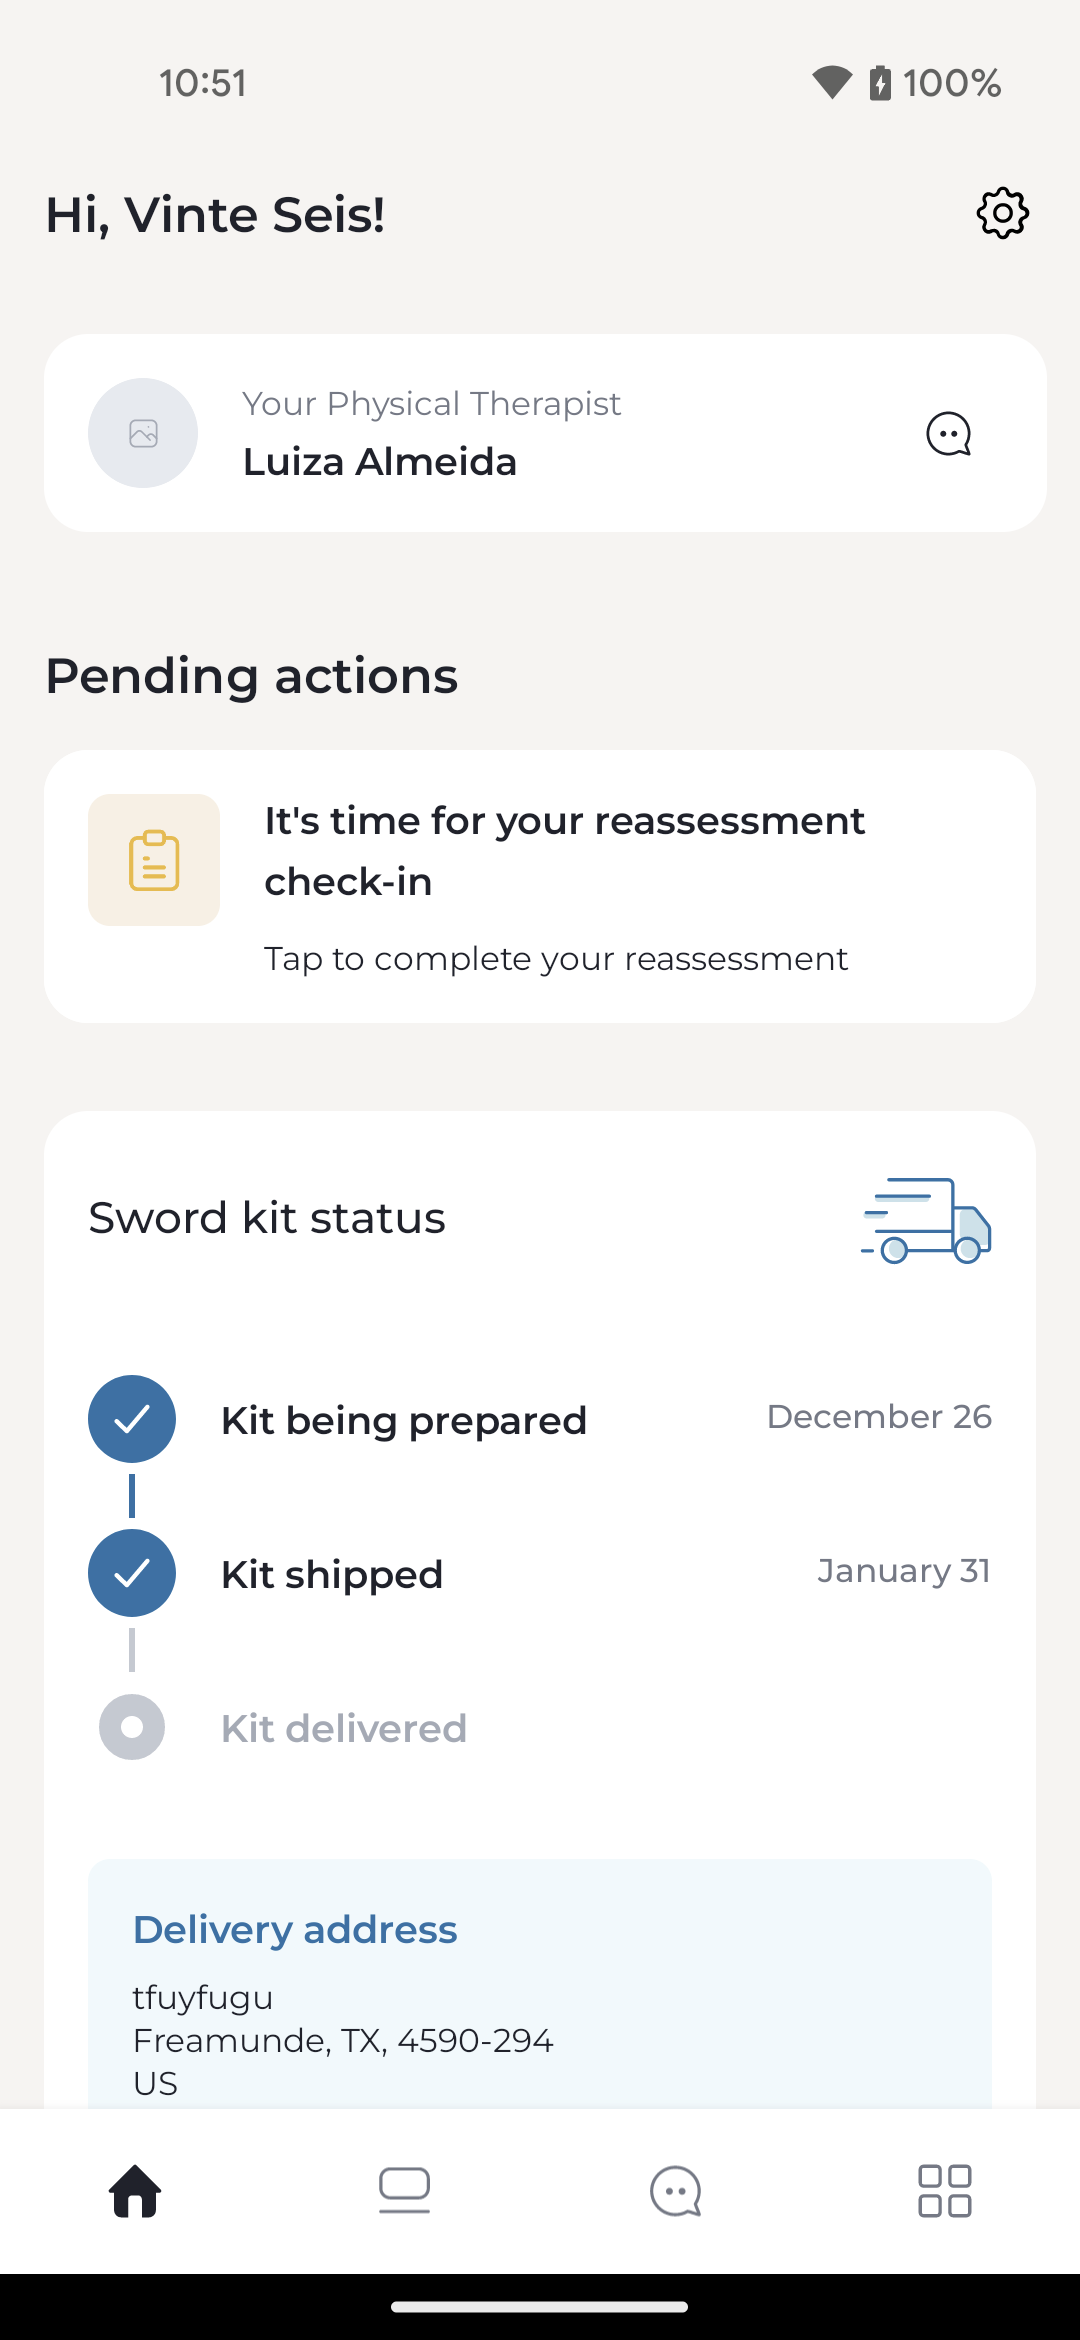 10:51
100%
Hi, Vinte Seis!
Your Physical Therapist
Luiza Almeida
Pending actions
It's time for your reassessment
check-in
Tap to complete your reassessment
Sword kit status
Kit being prepared
December 26
Kit shipped
January 31
Kit delivered
Delivery address
tfuyfugu
Freamunde, TX, 4590-294
US